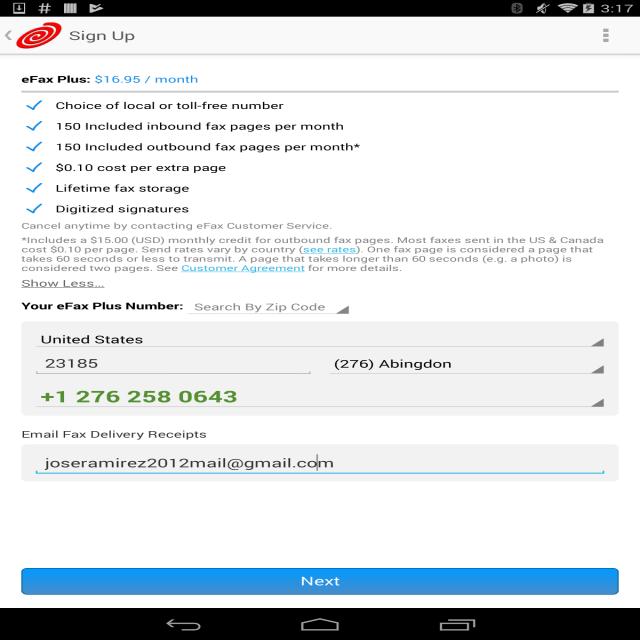 3:17
Sign Up
eFax Plus: $16.95 / month
Choice of local or toll-free number
150 Included inbound fax pages per month
150 Included outbound fax pages per month*
$0.10 cost per extra page
Lifetime fax storage
Digitized signatures
Cancel anytime by contacting eFax Customer Service.
*Includes a $15.00 (USD) monthly credit for outbound fax pages. Most faxes sent in the US & Canada
cost $0.10 per page. Send rates vary by country (see rates). One fax page is considered a page that
takes 60 seconds or less to transmit. A page that takes longer than 60 seconds (e.g. a photo) is
considered two pages. See Customer Agreement for more details.
Show Less...
Your eFax Plus Number: Search By Zip Code
United States
23185 (276) Abingdon
+1 276 258 0643
Email Fax Delivery Receipts
joseramirez2012mail@gmail.com
Next